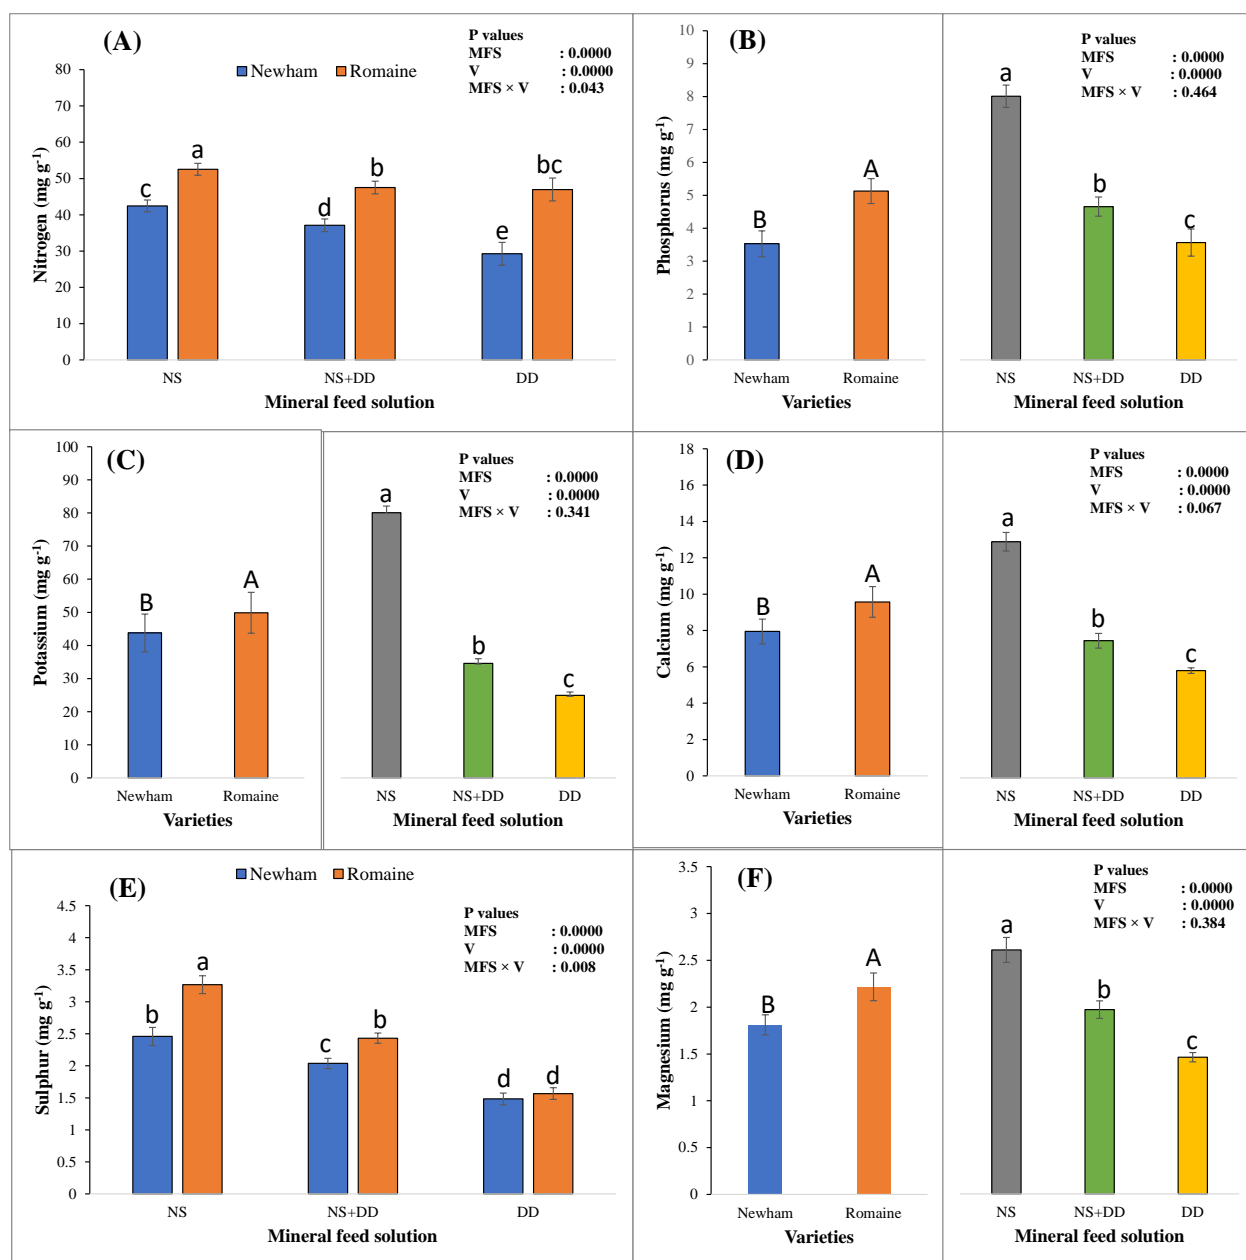 (A)
Newham Romaine
P values
MFS : 0.0000
V : 0.0000
MFS × V : 0.043
Nitrogen (mg g-1)
80
70
60
50
40
30
20
10
0
c a d b e bc
NS NS+DD DD
Mineral feed solution
(B)
P values
MFS : 0.0000
V : 0.0000
MFS × V : 0.464
Phosphorus (mg g-1)
10
9
8
7
6
5
4
3
2
1
0
B A
Newham Romaine
Varieties
a b c
NS NS+DD DD
Mineral feed solution
(C)
P values
MFS : 0.0000
V : 0.0000
MFS × V : 0.341
Potassium (mg g-1)
100
90
80
70
60
50
40
30
20
10
0
B A
Newham Romaine
Varieties
a b c
NS NS+DD DD
Mineral feed solution
(D)
P values
MFS : 0.0000
V : 0.0000
MFS × V : 0.067
Calcium (mg g-1)
18
16
14
12
10
8
6
4
2
0
B A
Newham Romaine
Varieties
a b c
NS NS+DD DD
Mineral feed solution
(E)
Newham Romaine
P values
MFS : 0.0000
V : 0.0000
MFS × V : 0.008
Sulphur (mg g-1)
4.5
4
3.5
3
2.5
2
1.5
1
0.5
0
b a c b d d
NS NS+DD DD
Mineral feed solution
(F)
P values
MFS : 0.0000
V : 0.0000
MFS × V : 0.384
Magnesium (mg g-1)
3.5
3
2.5
2
1.5
1
0.5
0
B A
Newham Romaine
Varieties
a b c
NS NS+DD DD
Mineral feed solution